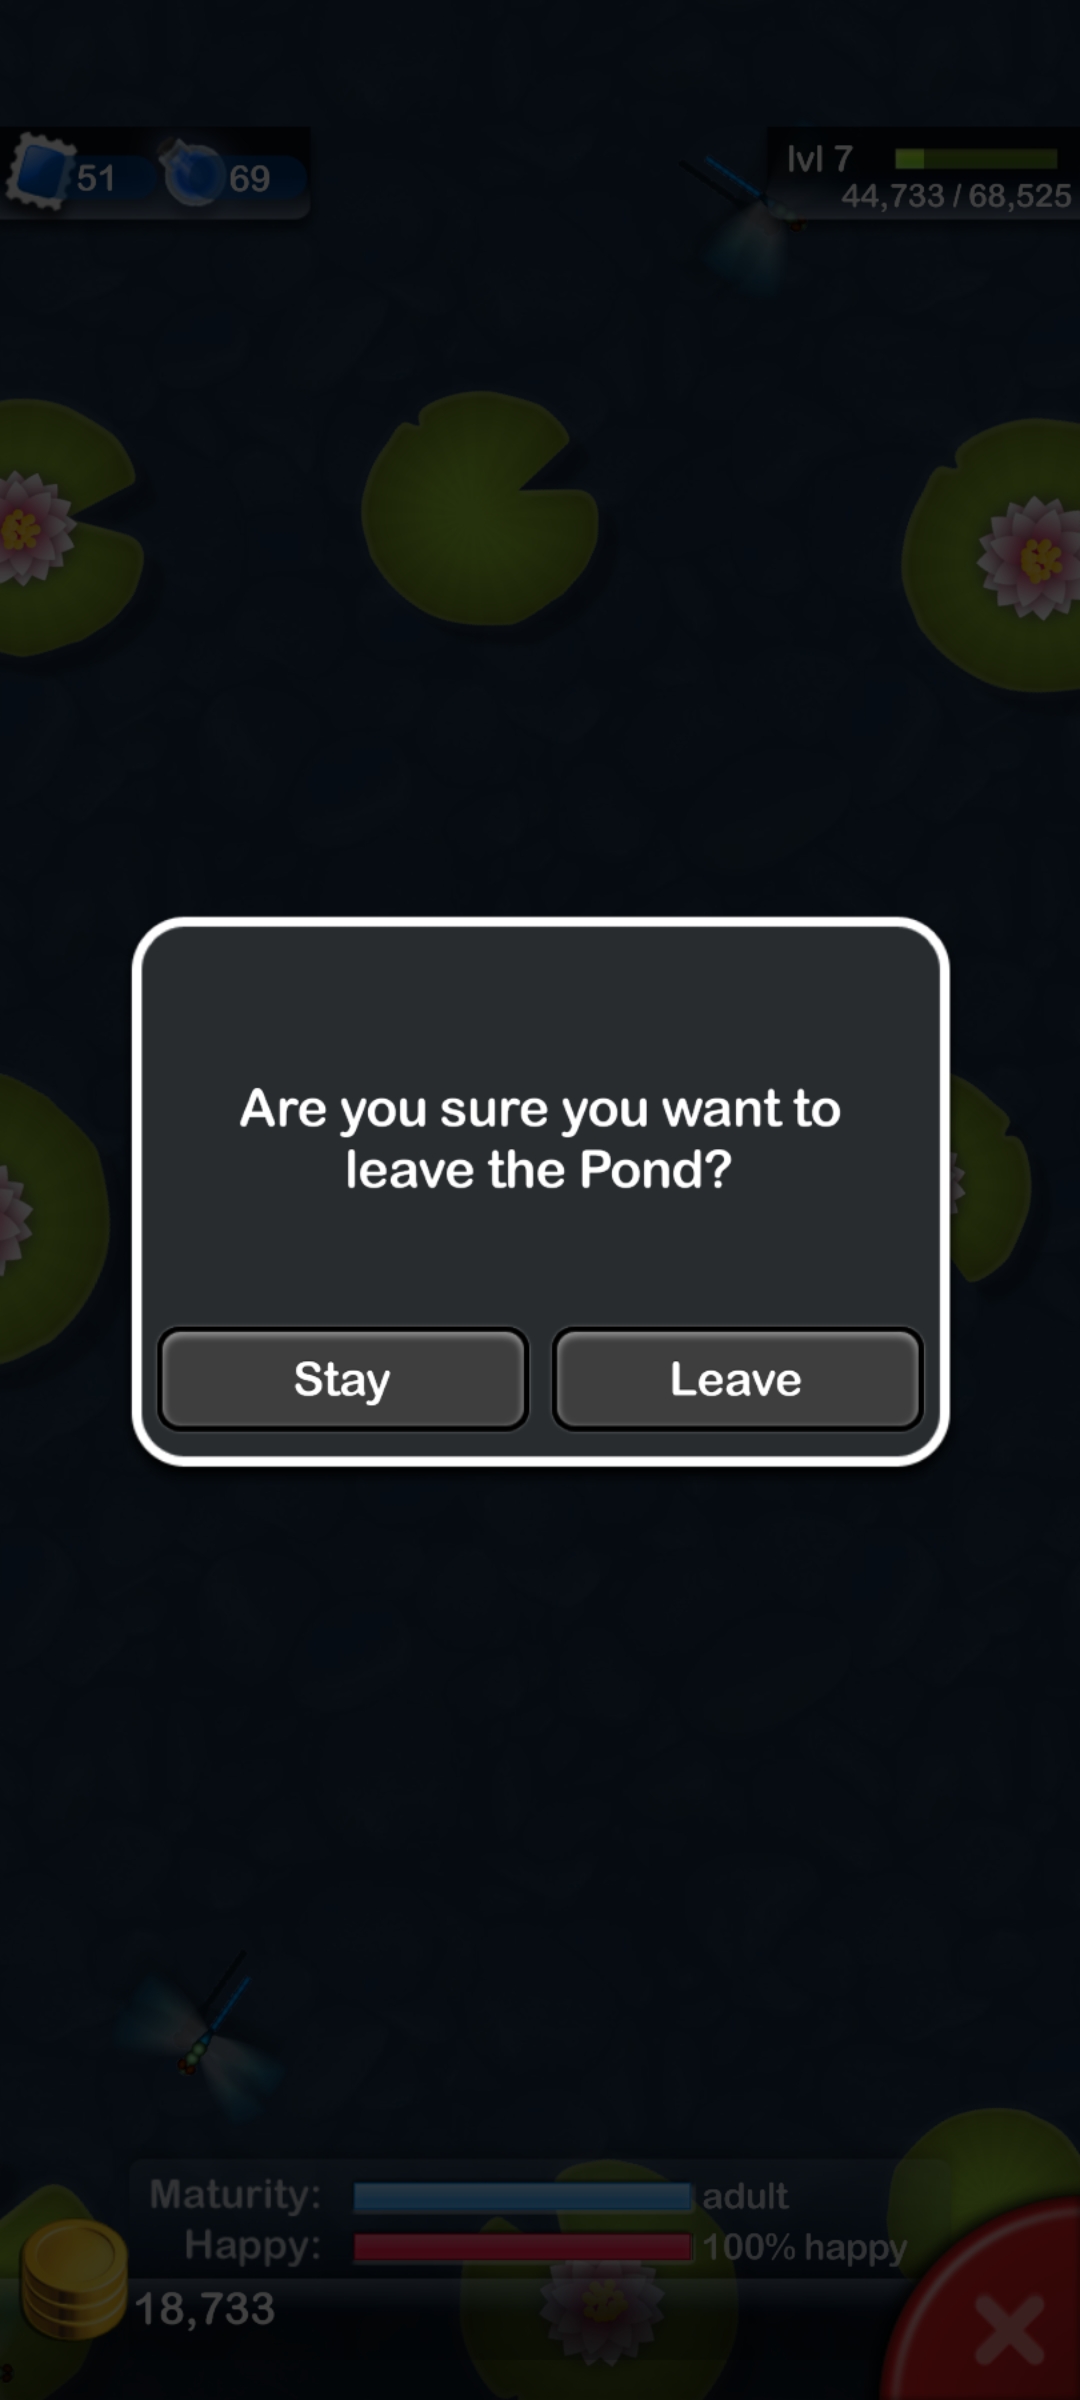 51 69
lvl 7
44,733 / 68,525
Are you sure you want to
leave the Pond?
Stay Leave
Maturity: adult
Happy: 100% happy
18,733